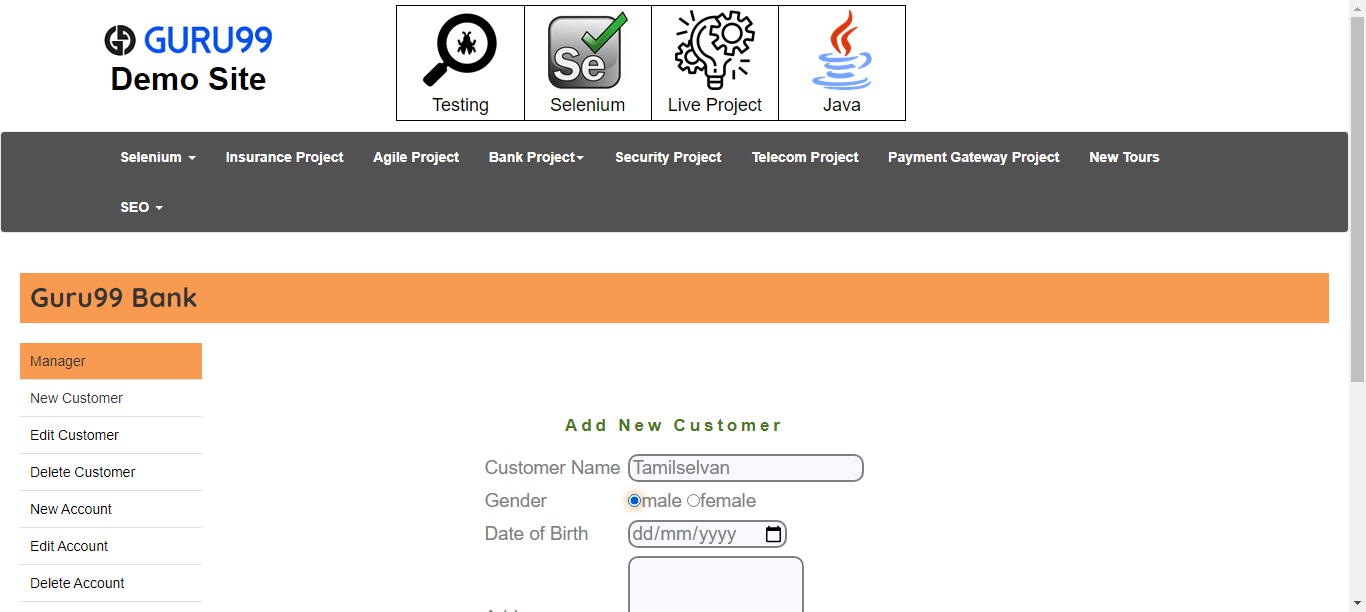 GURU99
Demo Site
Testing
Se
Selenium
Live Project
Java
Selenium
Insurance Project
Agile Project
Bank Project
Security Project
Telecom Project
Payment Gateway Project
New Tours
SEO
Guru99 Bank
Manager
New Customer
Edit Customer
Delete Customer
New Account
Edit Account
Delete Account
Add New Customer
Customer Name Tamilselvan
Gender male female
Date of Birth dd/mm/yyyy